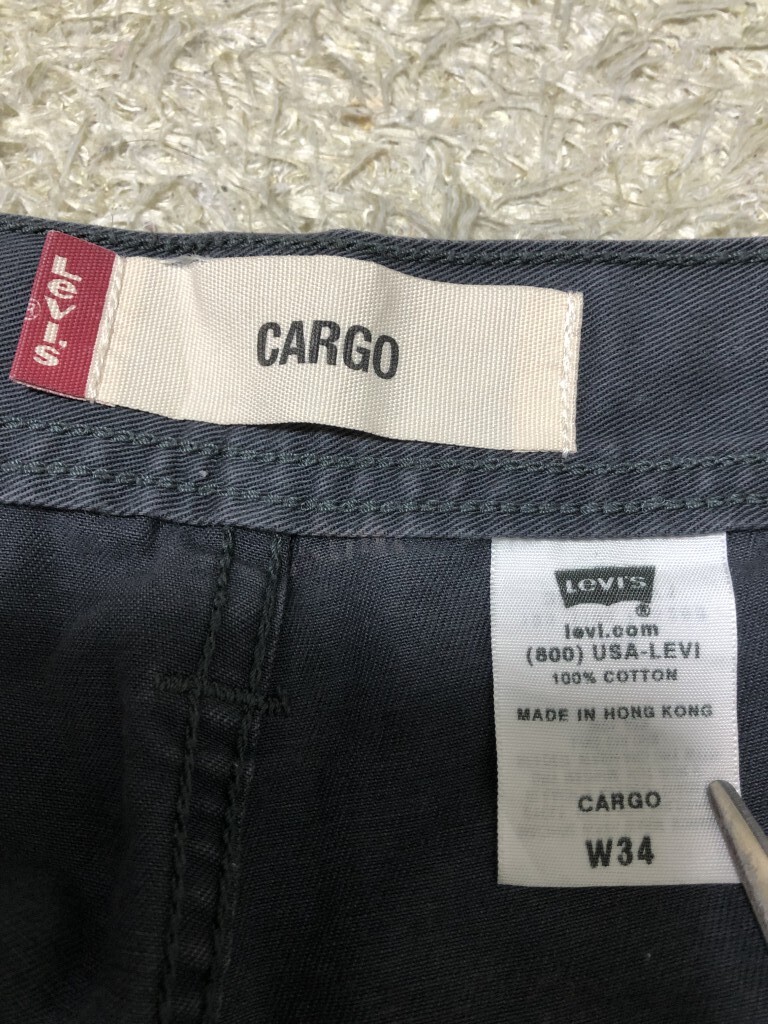 LEVI'S
®
CARGO
LEVI'S
®
levi.com
(800) USA-LEVI
100% COTTON
MADE IN HONG KONG
CARGO
W34